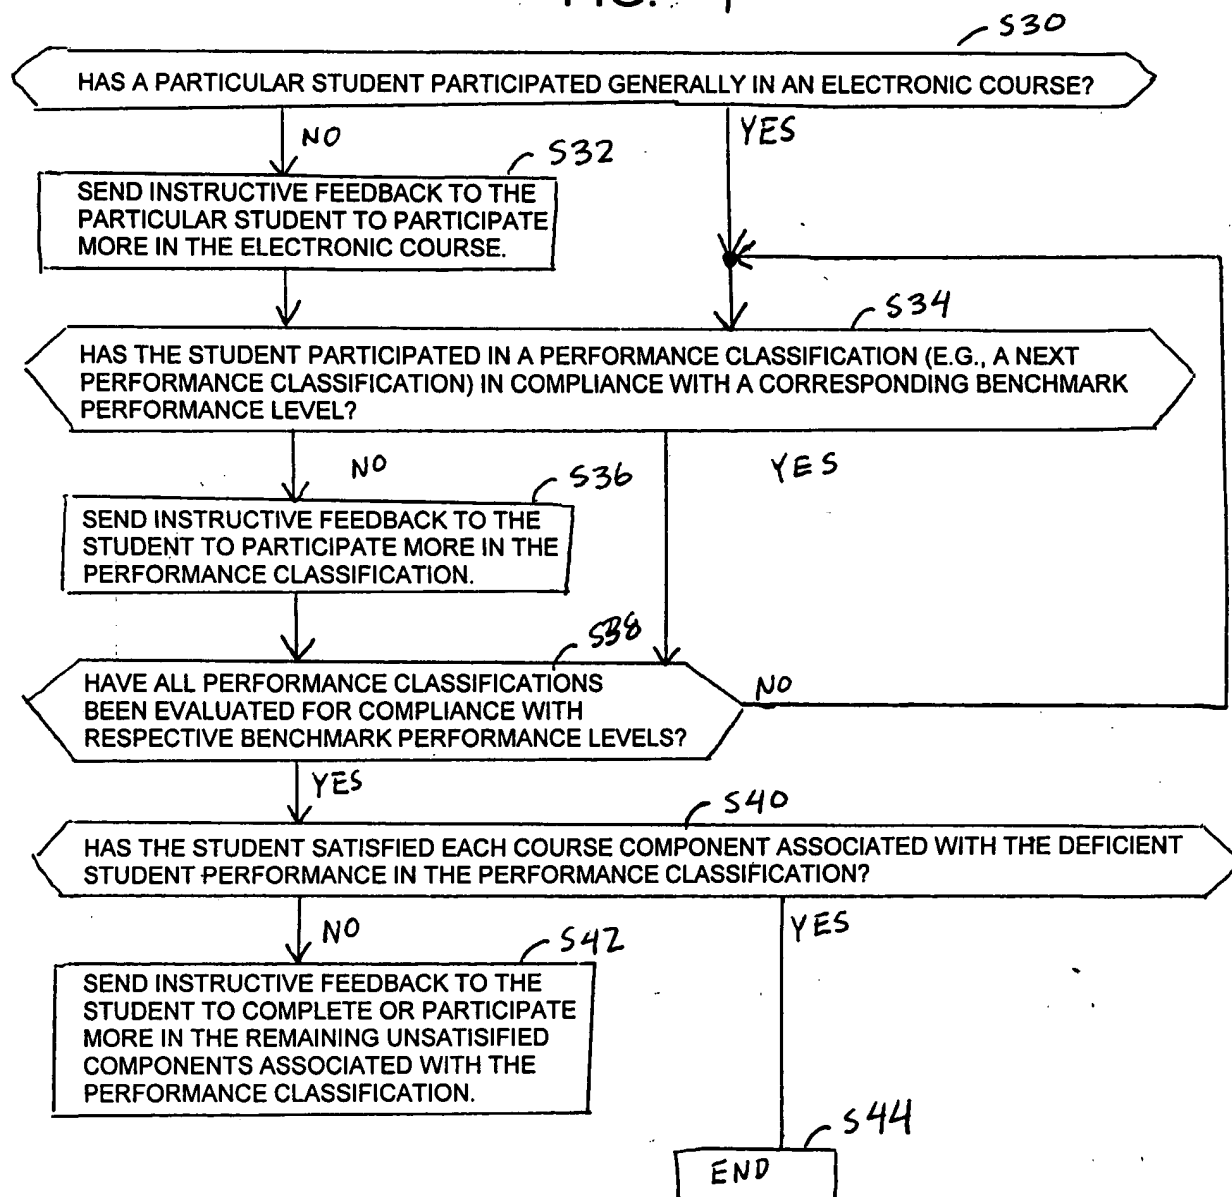 S30
HAS A PARTICULAR STUDENT PARTICIPATED GENERALLY IN AN ELECTRONIC COURSE?
NO
YES
S32
SEND INSTRUCTIVE FEEDBACK TO THE
PARTICULAR STUDENT TO PARTICIPATE
MORE IN THE ELECTRONIC COURSE.
S34
HAS THE STUDENT PARTICIPATED IN A PERFORMANCE CLASSIFICATION (E.G., A NEXT
PERFORMANCE CLASSIFICATION) IN COMPLIANCE WITH A CORRESPONDING BENCHMARK
PERFORMANCE LEVEL?
NO
YES
S36
SEND INSTRUCTIVE FEEDBACK TO THE
STUDENT TO PARTICIPATE MORE IN THE
PERFORMANCE CLASSIFICATION.
S38
HAVE ALL PERFORMANCE CLASSIFICATIONS
BEEN EVALUATED FOR COMPLIANCE WITH
RESPECTIVE BENCHMARK PERFORMANCE LEVELS?
NO
YES
S40
HAS THE STUDENT SATISFIED EACH COURSE COMPONENT ASSOCIATED WITH THE DEFICIENT
STUDENT PERFORMANCE IN THE PERFORMANCE CLASSIFICATION?
NO
YES
S42
SEND INSTRUCTIVE FEEDBACK TO THE
STUDENT TO COMPLETE OR PARTICIPATE
MORE IN THE REMAINING UNSATISIFIED
COMPONENTS ASSOCIATED WITH THE
PERFORMANCE CLASSIFICATION.
S44
END